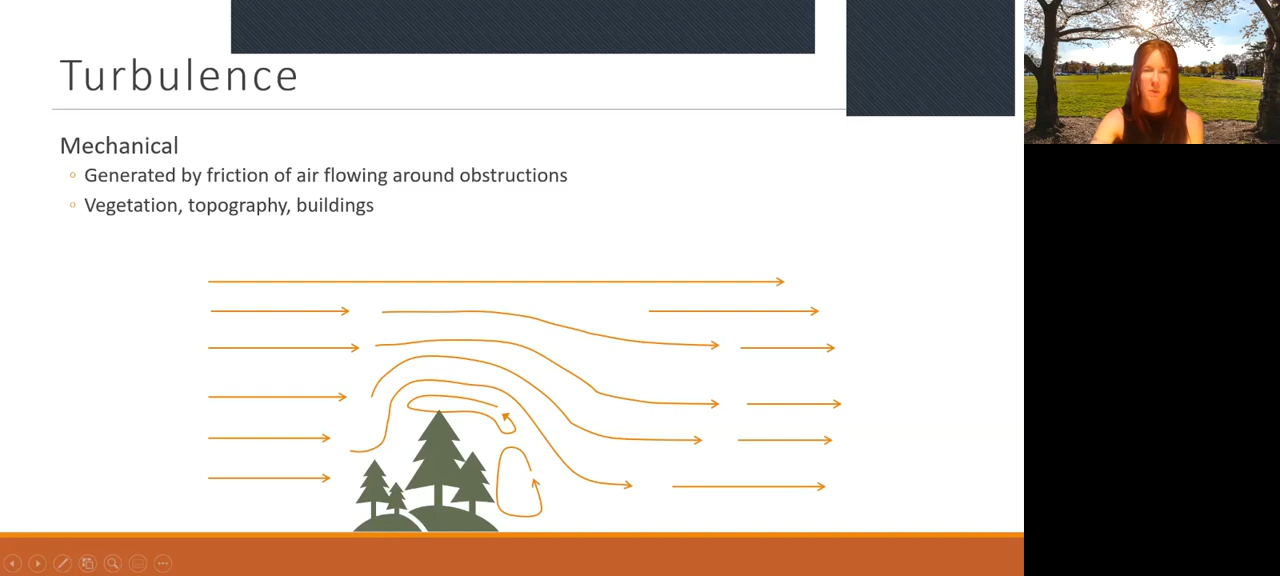 Turbulence
Mechanical
◦ Generated by friction of air flowing around obstructions
◦ Vegetation, topography, buildings